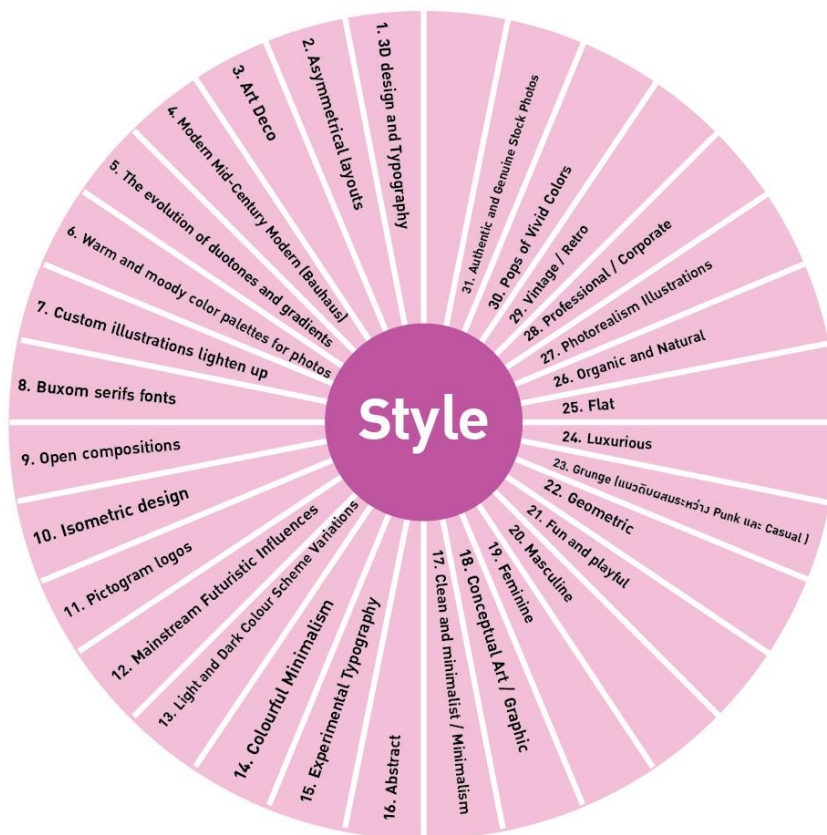 Style
1. 3D design and Typography
2. Asymmetrical layouts
3. Art Deco
4. Modern Mid-Century Modern (Bauhaus)
5. The evolution of duotones and gradients
6. Warm and moody color palettes for photos
7. Custom illustrations lighten up
8. Buxom serifs fonts
9. Open compositions
10. Isometric design
11. Pictogram logos
12. Mainstream Futuristic Influences
13. Light and Dark Colour Scheme Variations
14. Colourful Minimalism
15. Experimental Typography
16. Abstract
17. Clean and minimalist / Minimalism
18. Conceptual Art / Graphic
19. Feminine
20. Masculine
21. Fun and playful
22. Geometric
23. Grunge (แนวดิบผสมระหว่าง Punk และ Casual )
24. Luxurious
25. Flat
26. Organic and Natural
27. Photorealism Illustrations
28. Professional / Corporate
29. Vintage / Retro
30. Pops of Vivid Colors
31. Authentic and Genuine Stock Photos